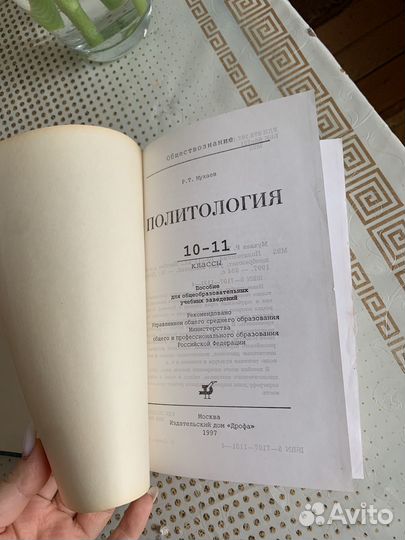 Обществознание
Р.Т. Мухаев
ПОЛИТОЛОГИЯ
10-11
классы
Пособие
для общеобразовательных
учебных заведений
Рекомендовано
Управлением общего среднего образования
Министерства
общего и профессионального образования
Российской Федерации
Москва
Издательский дом «Дрофа»
1997
Avito